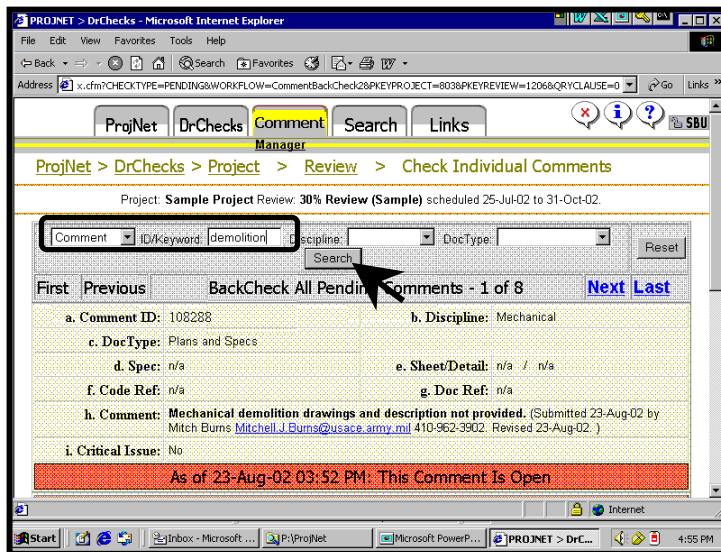 PROJNET > DrChecks - Microsoft Internet Explorer
File Edit View Favorites Tools Help
Back Search Favorites
Address x.cfm?CHECKTYPE=PENDING&WORKFLOW=CommentBackCheck2&PKEYPROJECT=803&PKEYREVIEW=1206&QRYCLAUSE=0 Go Links »
ProjNet DrChecks Comment Search Links SBU
Manager
ProjNet > DrChecks > Project > Review > Check Individual Comments
Project: Sample Project Review: 30% Review (Sample) scheduled 25-Jul-02 to 31-Oct-02.
Comment ID/Keyword: demolition Discipline: DocType: Reset
Search
First Previous BackCheck All Pending Comments - 1 of 8 Next Last
a. Comment ID: 108288 b. Discipline: Mechanical
c. DocType: Plans and Specs
d. Spec: n/a e. Sheet/Detail: n/a / n/a
f. Code Ref: n/a g. Doc Ref: n/a
h. Comment: Mechanical demolition drawings and description not provided. (Submitted 23-Aug-02 by
Mitch Burns Mitchell.J.Burns@usace.army.mil 410-962-3902. Revised 23-Aug-02. )
i. Critical Issue: No
As of 23-Aug-02 03:52 PM: This Comment Is Open
Internet
Start Inbox - Microsoft ... P:\ProjNet Microsoft PowerP... PROJNET > DrC... 4:55 PM